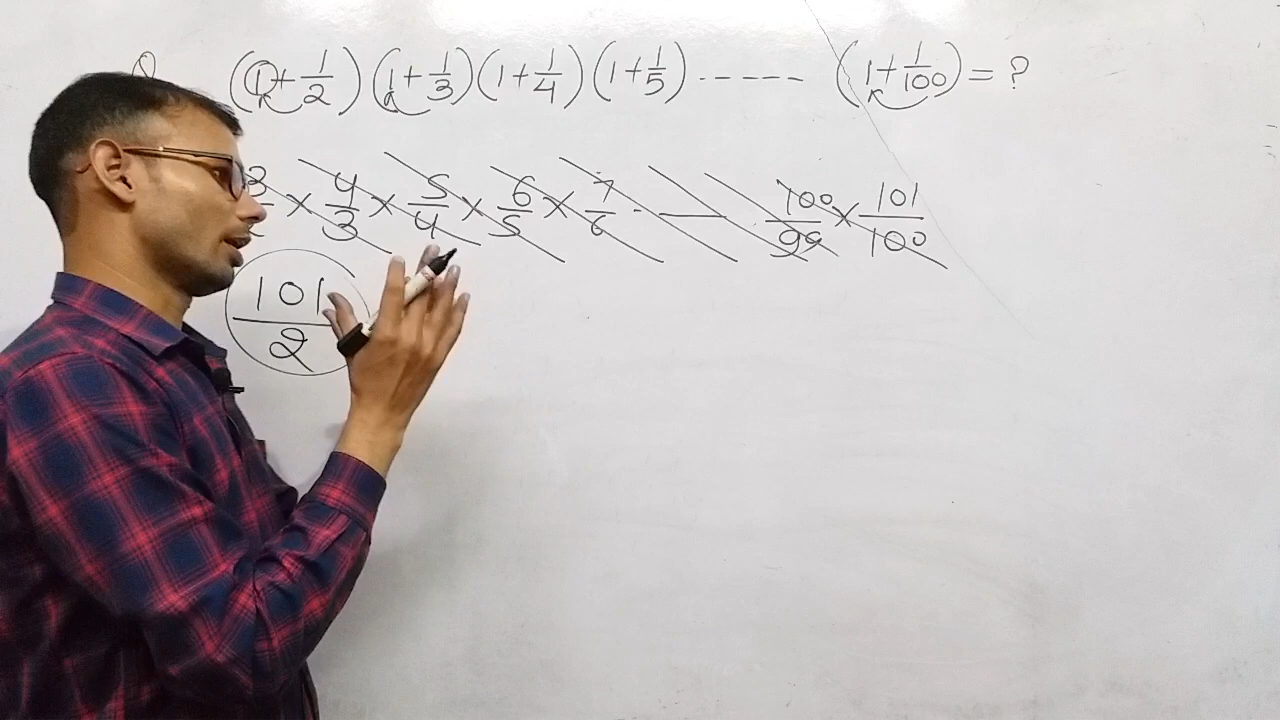 Q (1+1/2)(1+1/3)(1+1/4)(1+1/5)------(1+1/100)=?
3/2×4/3×5/4×6/5×7/6·——·100/99×101/100
101/2